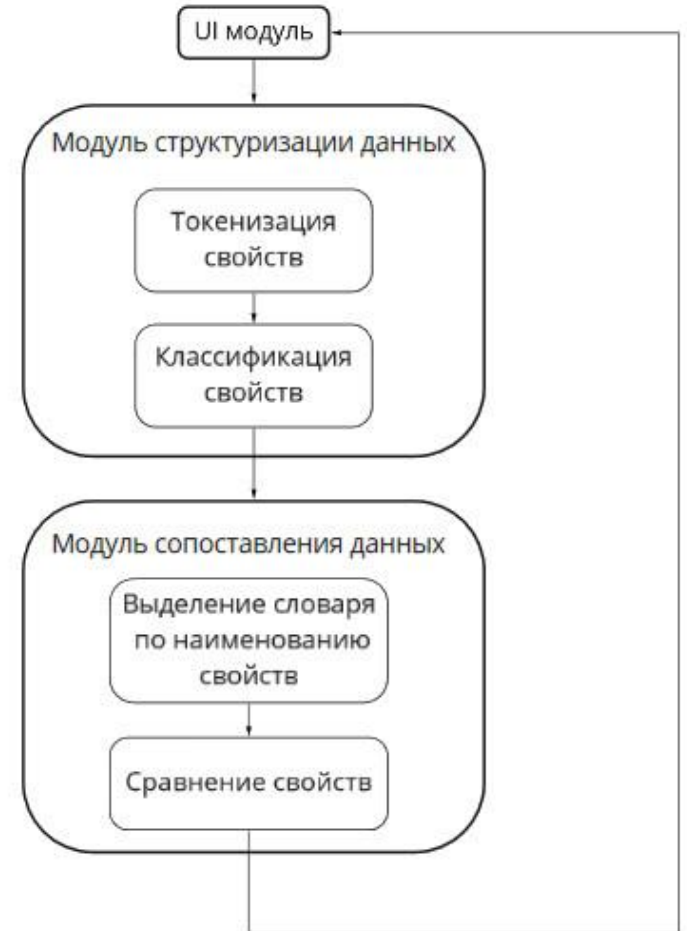 UI модуль
Модуль структуризации данных
Токенизация
свойств
Классификация
свойств
Модуль сопоставления данных
Выделение словаря
по наименованию
свойств
Сравнение свойств